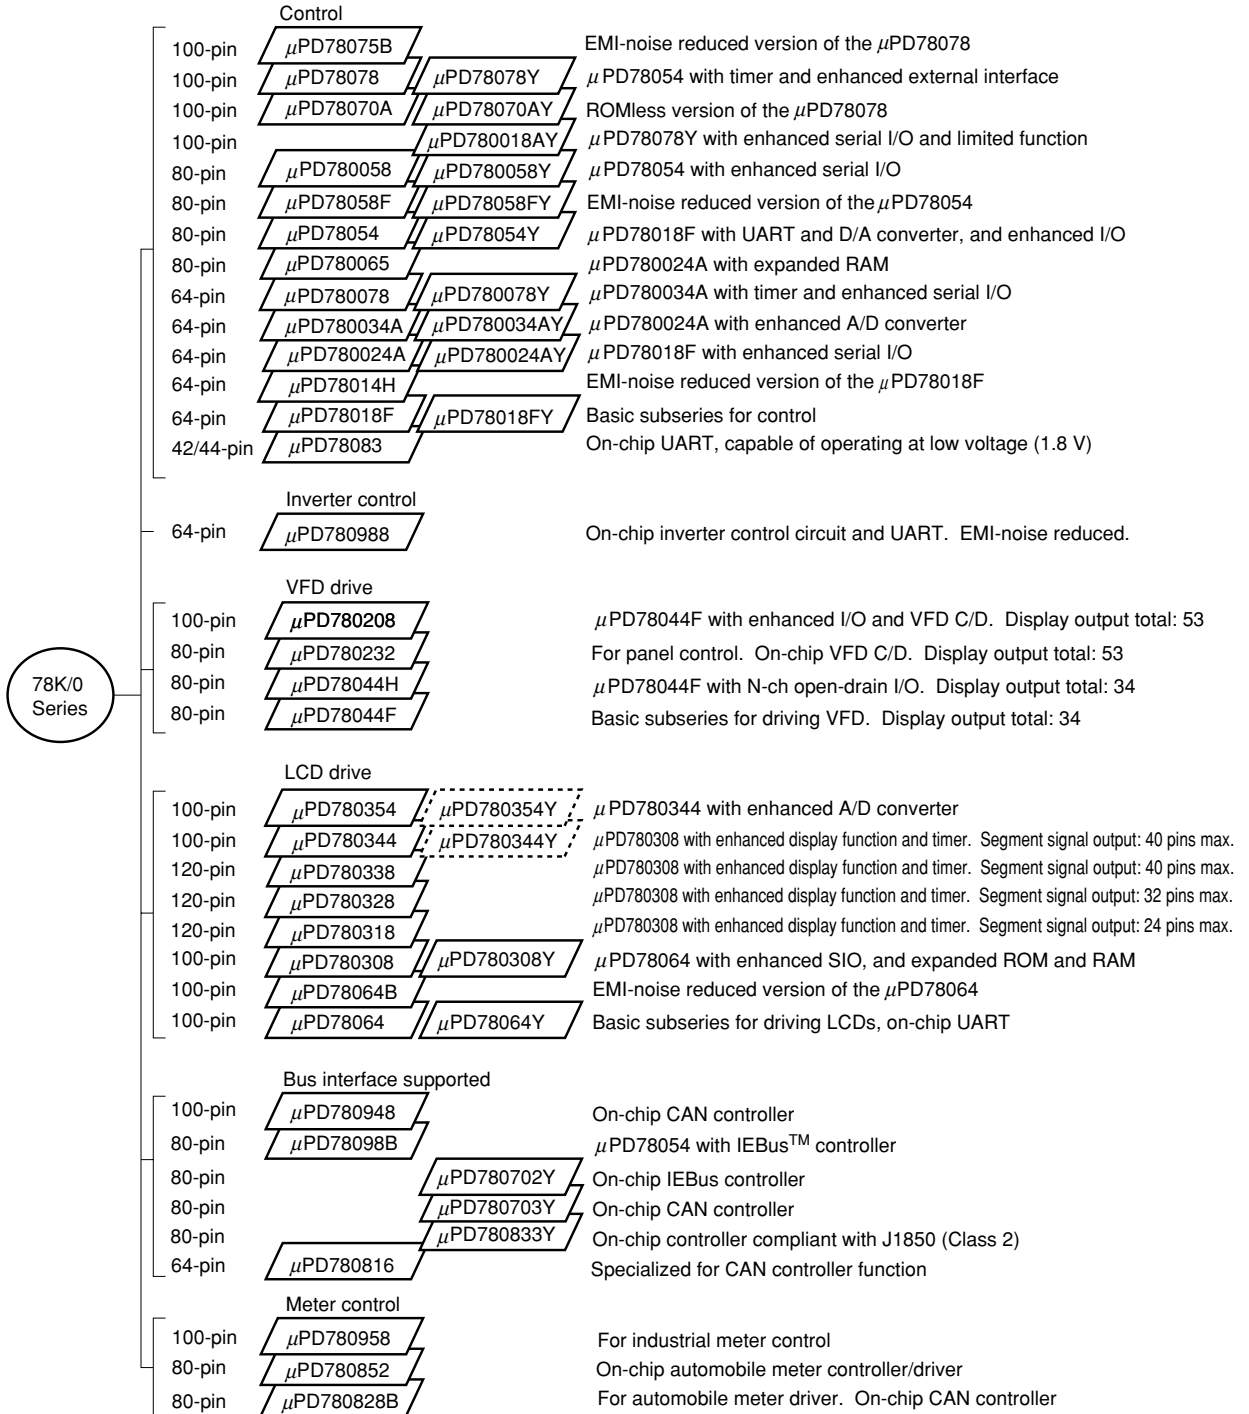 Control
100-pin μPD78075B EMI-noise reduced version of the μPD78078
100-pin μPD78078 μPD78078Y μPD78054 with timer and enhanced external interface
100-pin μPD78070A μPD78070AY ROMless version of the μPD78078
100-pin μPD780018AY μPD78078Y with enhanced serial I/O and limited function
80-pin μPD780058 μPD780058Y μPD78054 with enhanced serial I/O
80-pin μPD78058F μPD78058FY EMI-noise reduced version of the μPD78054
80-pin μPD78054 μPD78054Y μPD78018F with UART and D/A converter, and enhanced I/O
80-pin μPD780065 μPD780024A with expanded RAM
64-pin μPD780078 μPD780078Y μPD780034A with timer and enhanced serial I/O
64-pin μPD780034A μPD780034AY μPD780024A with enhanced A/D converter
64-pin μPD780024A μPD780024AY μPD78018F with enhanced serial I/O
64-pin μPD78014H EMI-noise reduced version of the μPD78018F
64-pin μPD78018F μPD78018FY Basic subseries for control
42/44-pin μPD78083 On-chip UART, capable of operating at low voltage (1.8 V)
Inverter control
64-pin μPD780988 On-chip inverter control circuit and UART. EMI-noise reduced.
VFD drive
100-pin μPD780208 μPD78044F with enhanced I/O and VFD C/D. Display output total: 53
80-pin μPD780232 For panel control. On-chip VFD C/D. Display output total: 53
78K/0
Series
80-pin μPD78044H μPD78044F with N-ch open-drain I/O. Display output total: 34
80-pin μPD78044F Basic subseries for driving VFD. Display output total: 34
LCD drive
100-pin μPD780354 μPD780354Y μPD780344 with enhanced A/D converter
100-pin μPD780344 μPD780344Y μPD780308 with enhanced display function and timer. Segment signal output: 40 pins max.
120-pin μPD780338 μPD780308 with enhanced display function and timer. Segment signal output: 40 pins max.
120-pin μPD780328 μPD780308 with enhanced display function and timer. Segment signal output: 32 pins max.
120-pin μPD780318 μPD780308 with enhanced display function and timer. Segment signal output: 24 pins max.
100-pin μPD780308 μPD780308Y μPD78064 with enhanced SIO, and expanded ROM and RAM
100-pin μPD78064B EMI-noise reduced version of the μPD78064
100-pin μPD78064 μPD78064Y Basic subseries for driving LCDs, on-chip UART
Bus interface supported
100-pin μPD780948 On-chip CAN controller
80-pin μPD78098B μPD78054 with IEBus™ controller
80-pin μPD780702Y On-chip IEBus controller
80-pin μPD780703Y On-chip CAN controller
80-pin μPD780833Y On-chip controller compliant with J1850 (Class 2)
64-pin μPD780816 Specialized for CAN controller function
Meter control
100-pin μPD780958 For industrial meter control
80-pin μPD780852 On-chip automobile meter controller/driver
80-pin μPD780828B For automobile meter driver. On-chip CAN controller